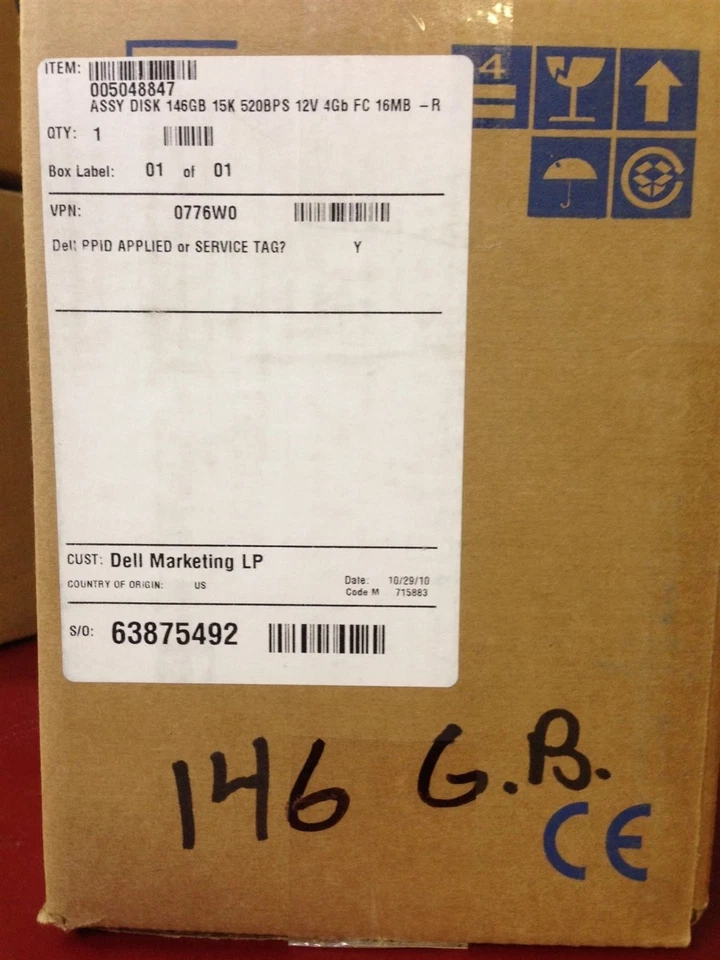 ITEM:
005048847
ASSY DISK 146GB 15K 520BPS 12V 4Gb FC 16MB -R
QTY: 1
Box Label: 01 of 01
VPN: 0776W0
Dell PPID APPLIED or SERVICE TAG? Y
CUST: Dell Marketing LP
COUNTRY OF ORIGIN: US
Date: 10/29/10
Code M 715883
S/O: 63875492
4
146 G.B.
CE